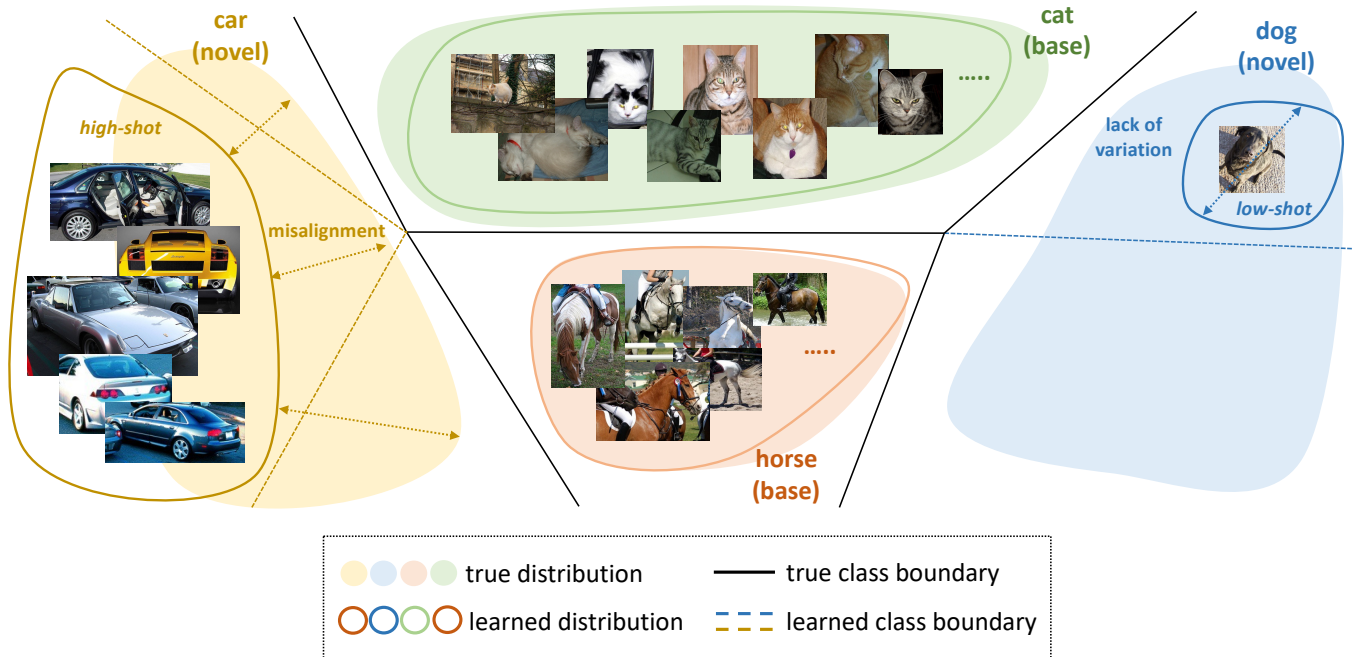 car
(novel)
cat
(base)
dog
(novel)
high-shot
.....
lack of
variation
low-shot
misalignment
.....
horse
(base)
true distribution
true class boundary
learned distribution
learned class boundary